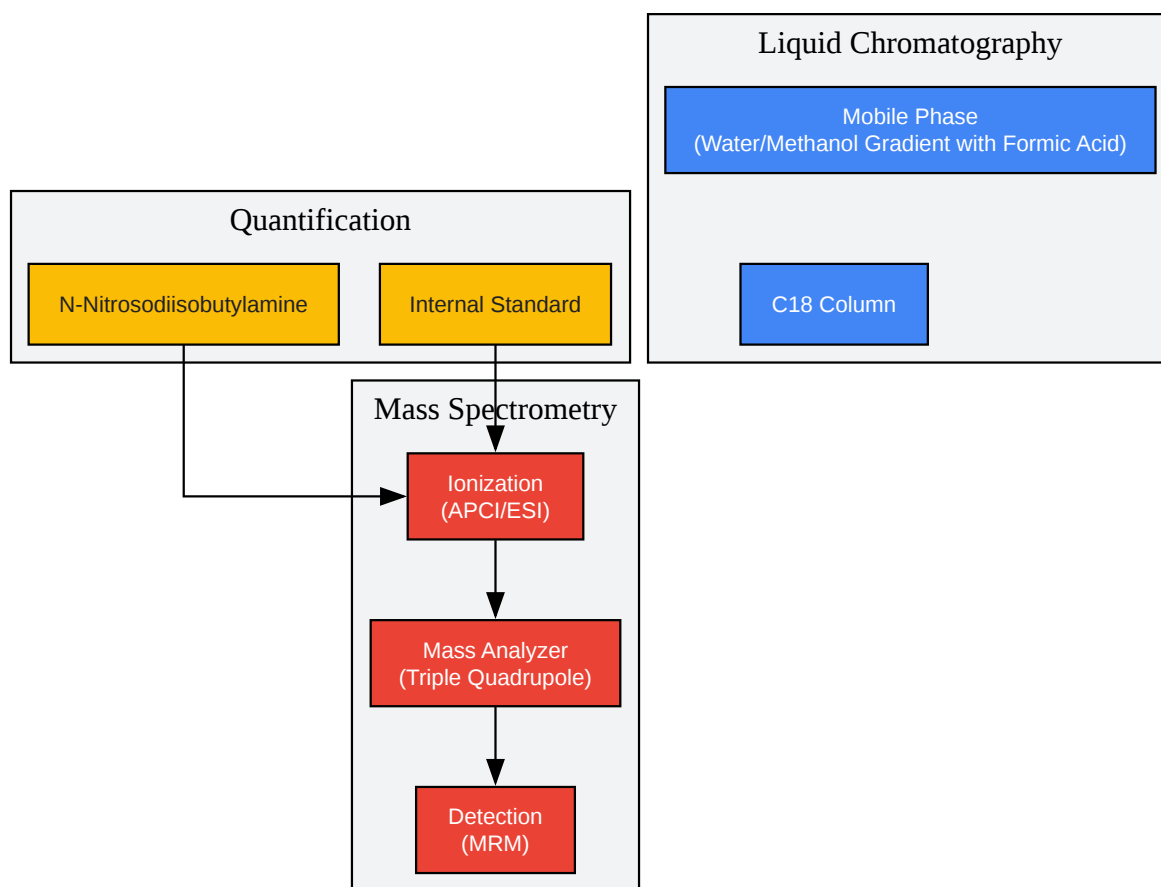 Liquid Chromatography
Mobile Phase
(Water/Methanol Gradient with Formic Acid)
C18 Column
Quantification
N-Nitrosodiisobutylamine
Internal Standard
Mass Spectrometry
Ionization
(APCI/ESI)
Mass Analyzer
(Triple Quadrupole)
Detection
(MRM)